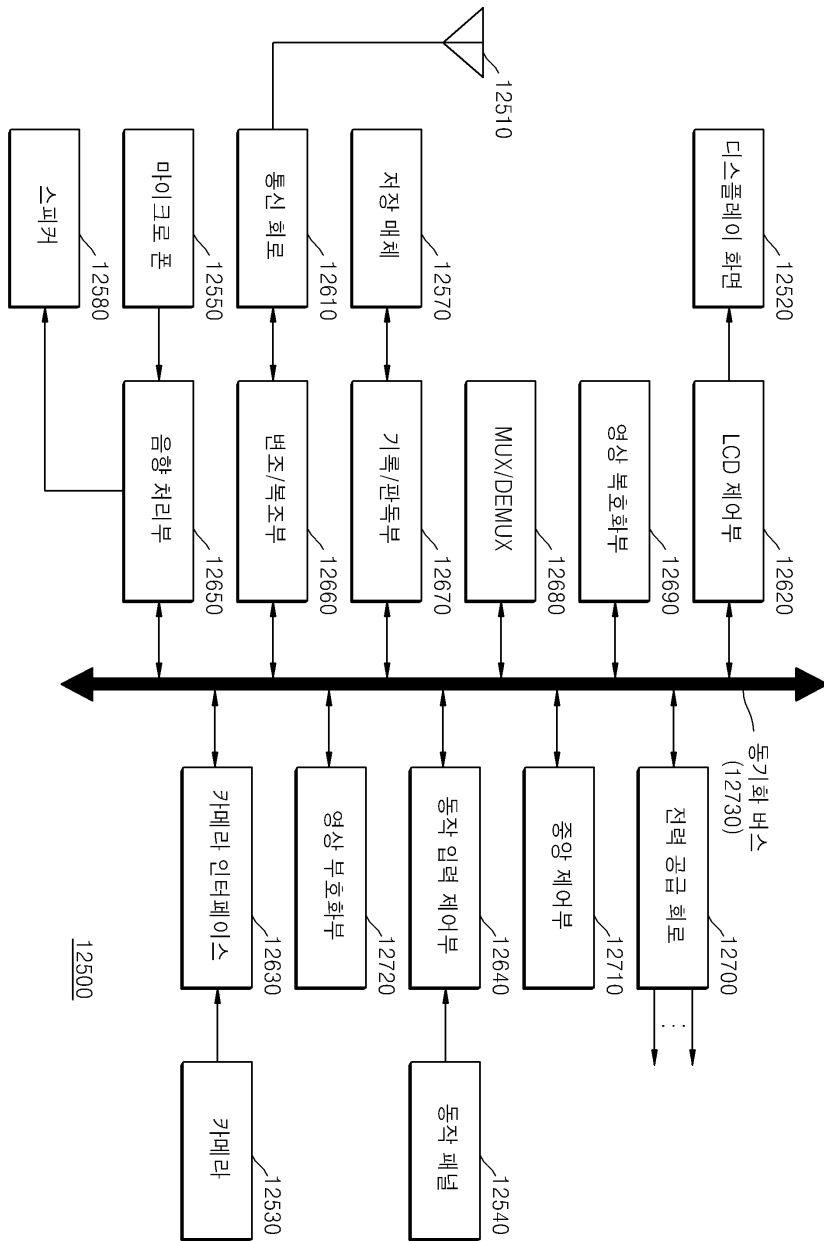 12500
디스플레이 화면
12520
LCD 제어부
12620
영상 복호화부
12690
MUX/DEMUX
12680
저장 매체
12570
기록/판독부
12670
12510
통신 회로
12610
변조/복조부
12660
마이크로 폰
12550
음향 처리부
12650
스피커
12580
동기화 버스
(12730)
전력 공급 회로
12700
...
중앙 제어부
12710
동작 입력 제어부
12640
동작 패널
12540
영상 부호화부
12720
카메라 인터페이스
12630
카메라
12530